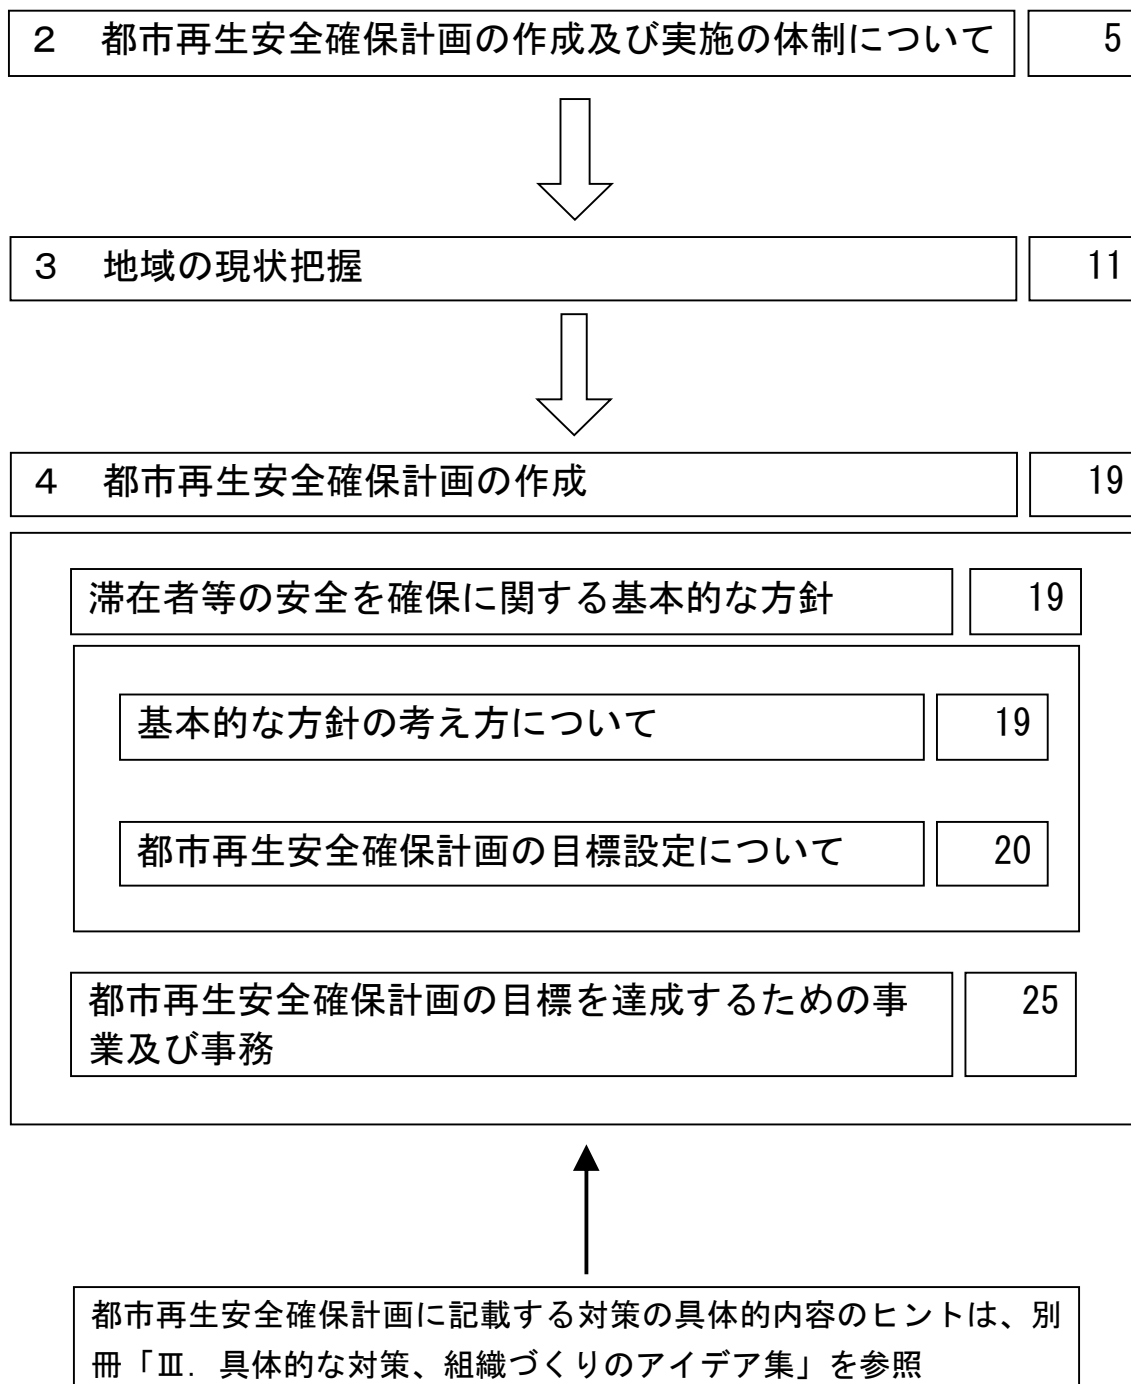 ２　都市再生安全確保計画の作成及び実施の体制について　5
３　地域の現状把握　11
４　都市再生安全確保計画の作成　19
滞在者等の安全を確保に関する基本的な方針　19
基本的な方針の考え方について　19
都市再生安全確保計画の目標設定について　20
都市再生安全確保計画の目標を達成するための事　25
業及び事務
都市再生安全確保計画に記載する対策の具体的内容のヒントは、別
冊「Ⅲ．具体的な対策、組織づくりのアイデア集」を参照